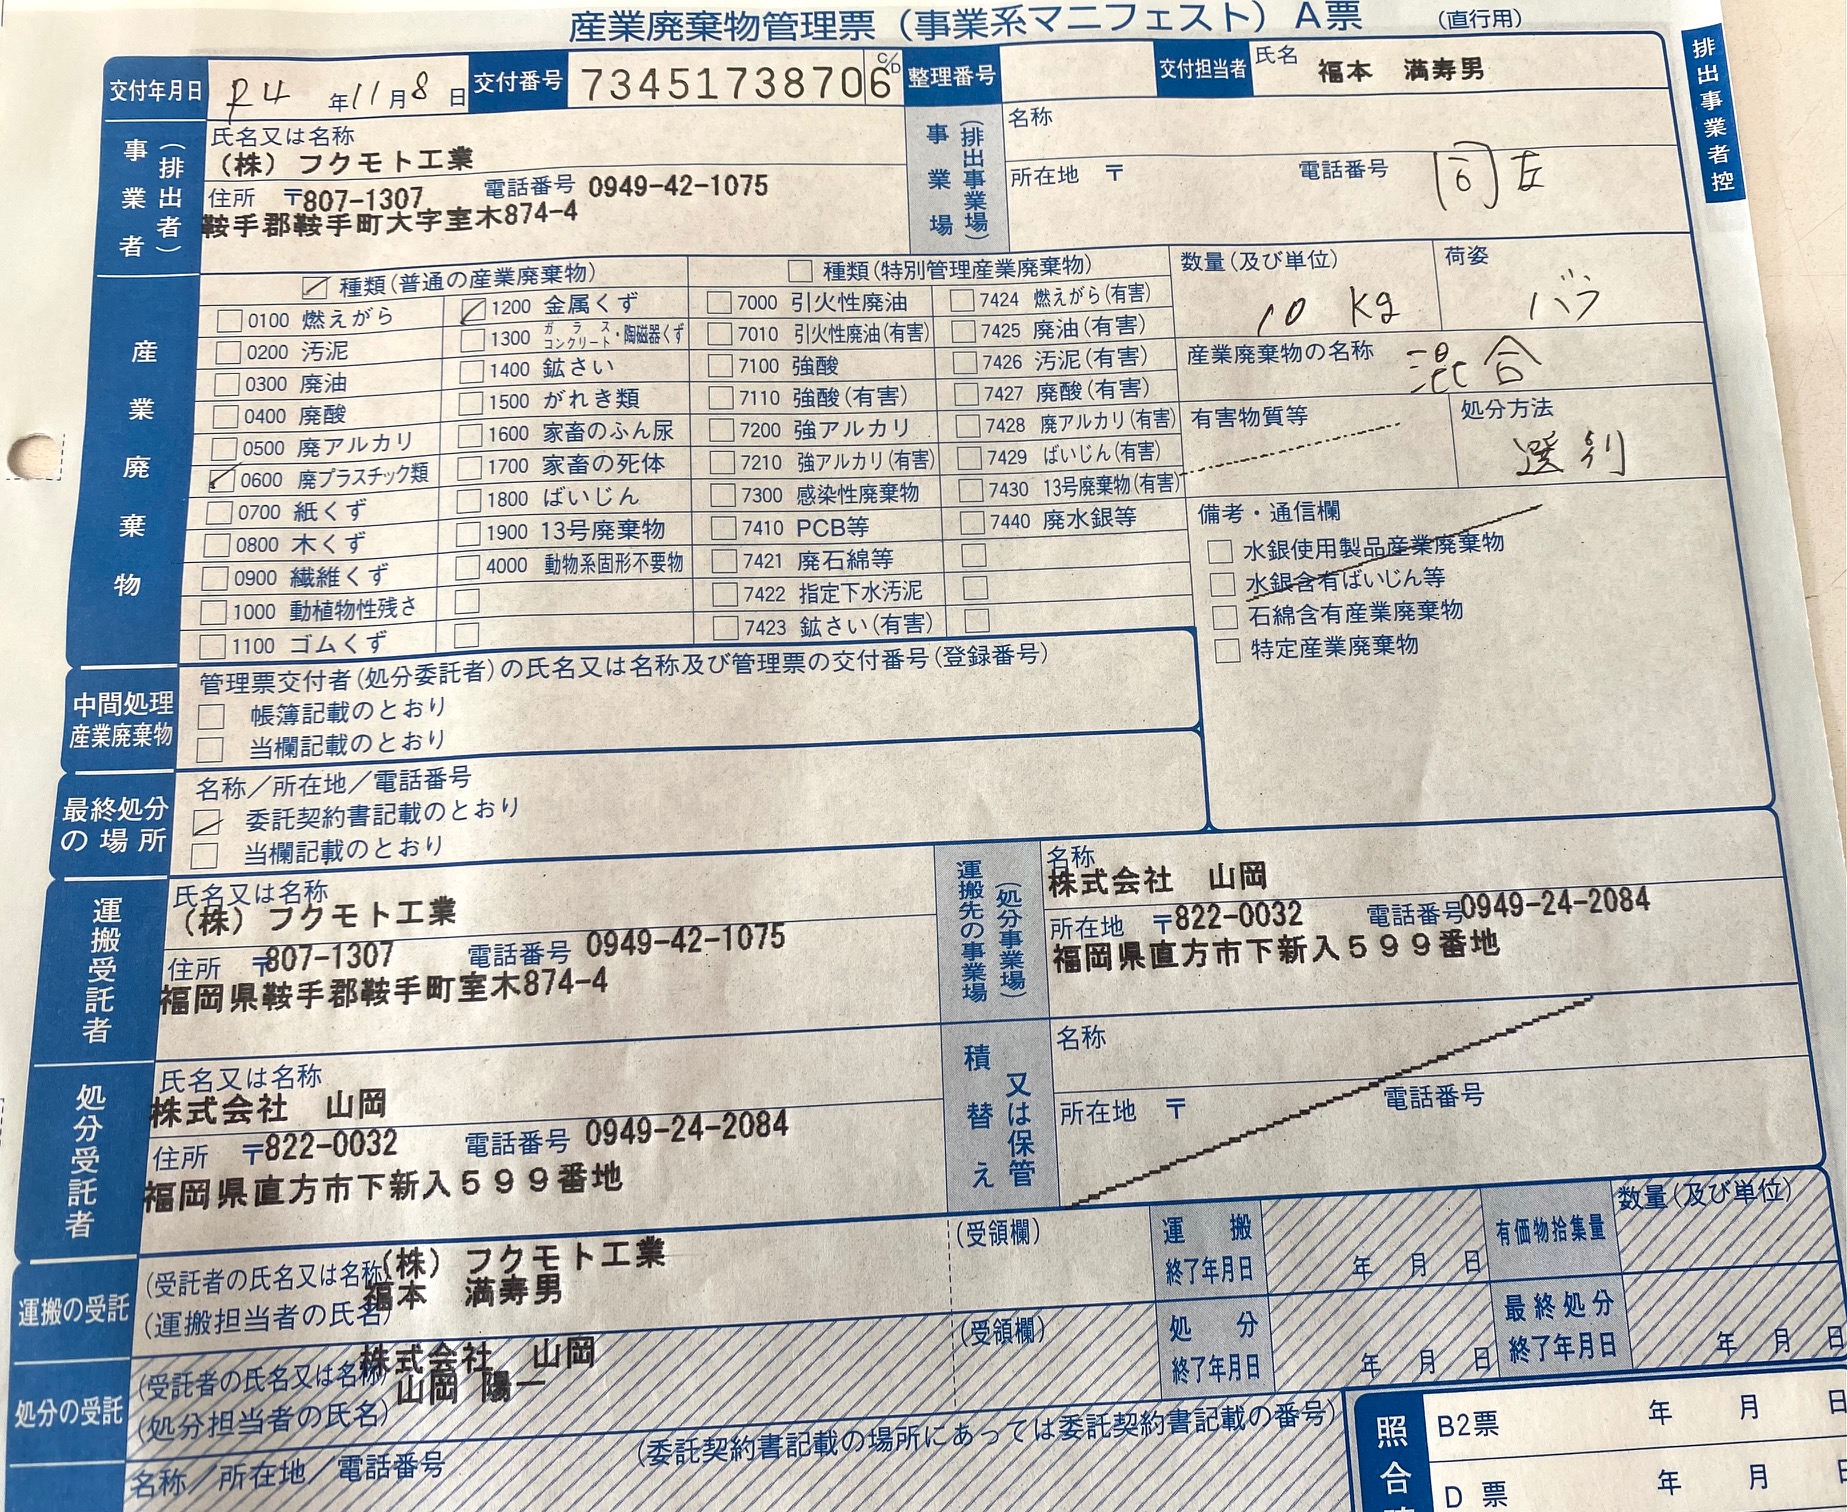 産業廃棄物管理票（事業系マニフェスト）A票 （直行用）
排出事業者控
交付年月日 R4年11月8日 交付番号 73451738706 C/D 整理番号 交付担当者 氏名 福本 満寿男
事業者（排出者）
氏名又は名称
（株）フクモト工業
住所 〒807-1307 電話番号 0949-42-1075
鞍手郡鞍手町大字室木874-4
事業場（排出事業場）
名称
所在地 〒 電話番号 同左
産業廃棄物
種類(普通の産業廃棄物)
0100 燃えがら
0200 汚泥
0300 廃油
0400 廃酸
0500 廃アルカリ
0600 廃プラスチック類
0700 紙くず
0800 木くず
0900 繊維くず
1000 動植物性残さ
1100 ゴムくず
1200 金属くず
1300 ガラス・コンクリート・陶磁器くず
1400 鉱さい
1500 がれき類
1600 家畜のふん尿
1700 家畜の死体
1800 ばいじん
1900 13号廃棄物
4000 動物系固形不要物
種類(特別管理産業廃棄物)
7000 引火性廃油
7010 引火性廃油(有害)
7100 強酸
7110 強酸(有害)
7200 強アルカリ
7210 強アルカリ(有害)
7300 感染性廃棄物
7410 PCB等
7421 廃石綿等
7422 指定下水汚泥
7423 鉱さい(有害)
7424 燃えがら(有害)
7425 廃油(有害)
7426 汚泥(有害)
7427 廃酸(有害)
7428 廃アルカリ(有害)
7429 ばいじん(有害)
7430 13号廃棄物(有害)
7440 廃水銀等
数量(及び単位)
10 kg
荷姿
バラ
産業廃棄物の名称 混合
有害物質等
処分方法
選別
備考・通信欄
水銀使用製品産業廃棄物
水銀含有ばいじん等
石綿含有産業廃棄物
特定産業廃棄物
中間処理産業廃棄物
管理票交付者(処分委託者)の氏名又は名称及び管理票の交付番号(登録番号)
帳簿記載のとおり
当欄記載のとおり
最終処分の場所
名称／所在地／電話番号
委託契約書記載のとおり
当欄記載のとおり
運搬受託者
氏名又は名称
（株）フクモト工業
住所 〒807-1307 電話番号 0949-42-1075
福岡県鞍手郡鞍手町室木874-4
運搬先の事業場（処分事業場）
名称
株式会社 山岡
所在地 〒822-0032 電話番号 0949-24-2084
福岡県直方市下新入５９９番地
処分受託者
氏名又は名称
株式会社 山岡
住所 〒822-0032 電話番号 0949-24-2084
福岡県直方市下新入５９９番地
積替え又は保管
名称
所在地 〒 電話番号
運搬の受託
(受託者の氏名又は名称) （株）フクモト工業
(運搬担当者の氏名) 福本 満寿男
(受領欄)
運搬終了年月日 年 月 日
有価物拾集量 数量(及び単位)
処分の受託
(受託者の氏名又は名称) 株式会社 山岡
(処分担当者の氏名) 山岡 陽一
(受領欄)
処分終了年月日 年 月 日
最終処分終了年月日 年 月 日
名称／所在地／電話番号 (委託契約書記載の場所にあっては委託契約書記載の番号)
照合
B2票 年 月 日
D 票 年 月 日